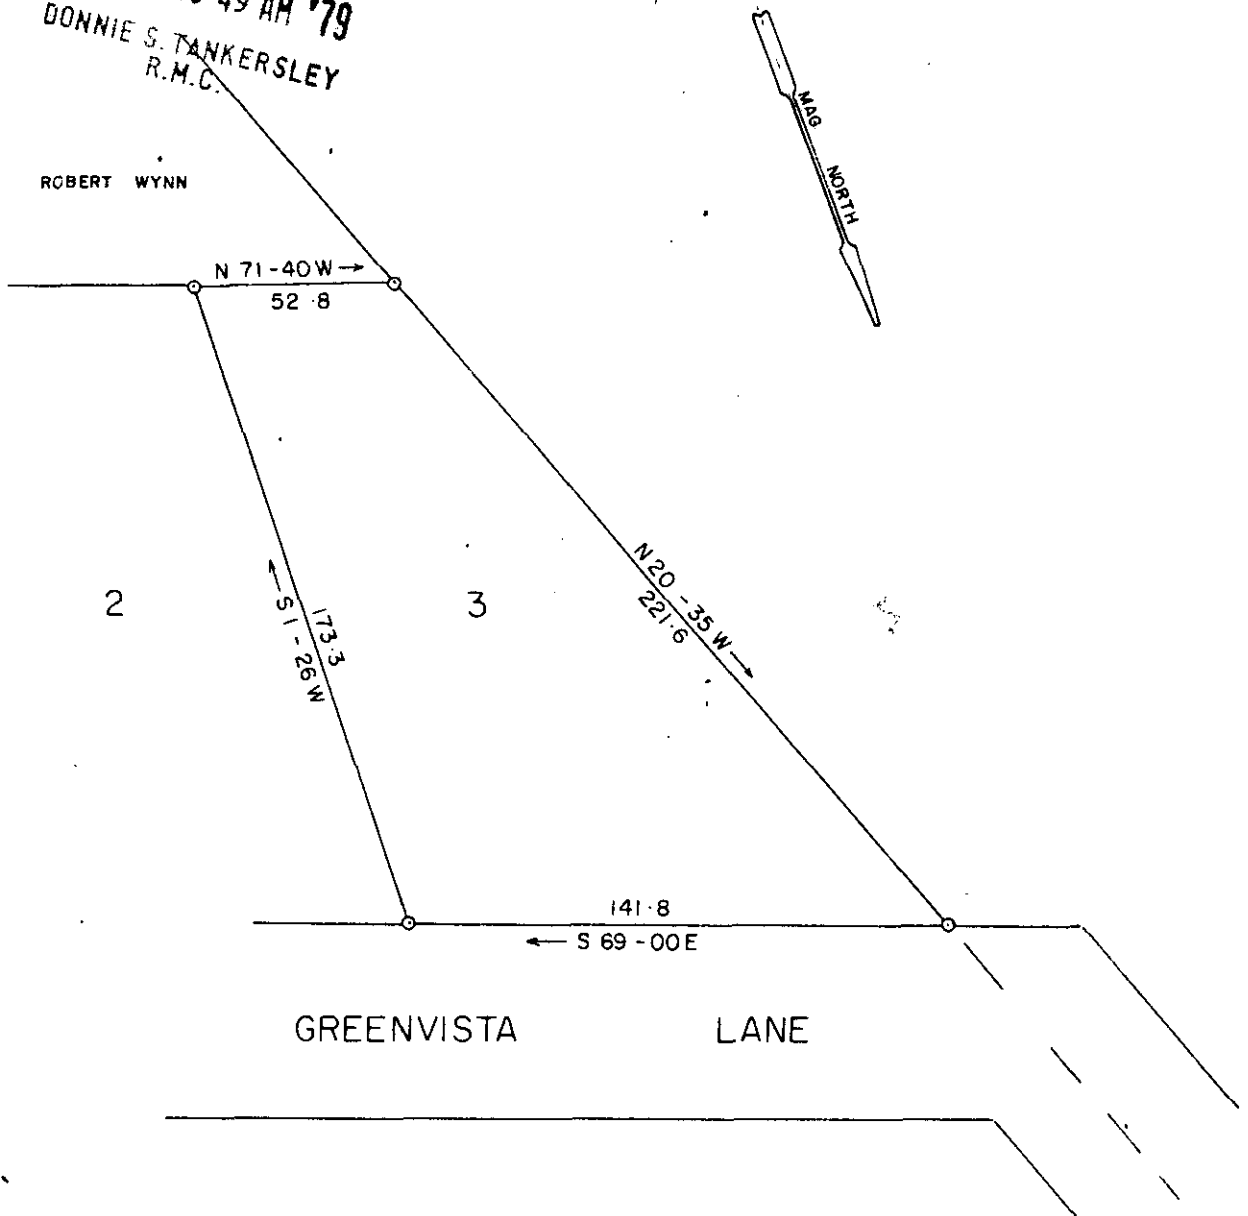 49 AM '79
DONNIE S. TANKERSLEY
R.M.C.
MAG NORTH
ROBERT WYNN
N 71-40 W →
52.8
2
3
← S 1 - 26 W
173.3
N 20 - 35 W →
221.6
141.8
← S 69 - 00 E
GREENVISTA LANE